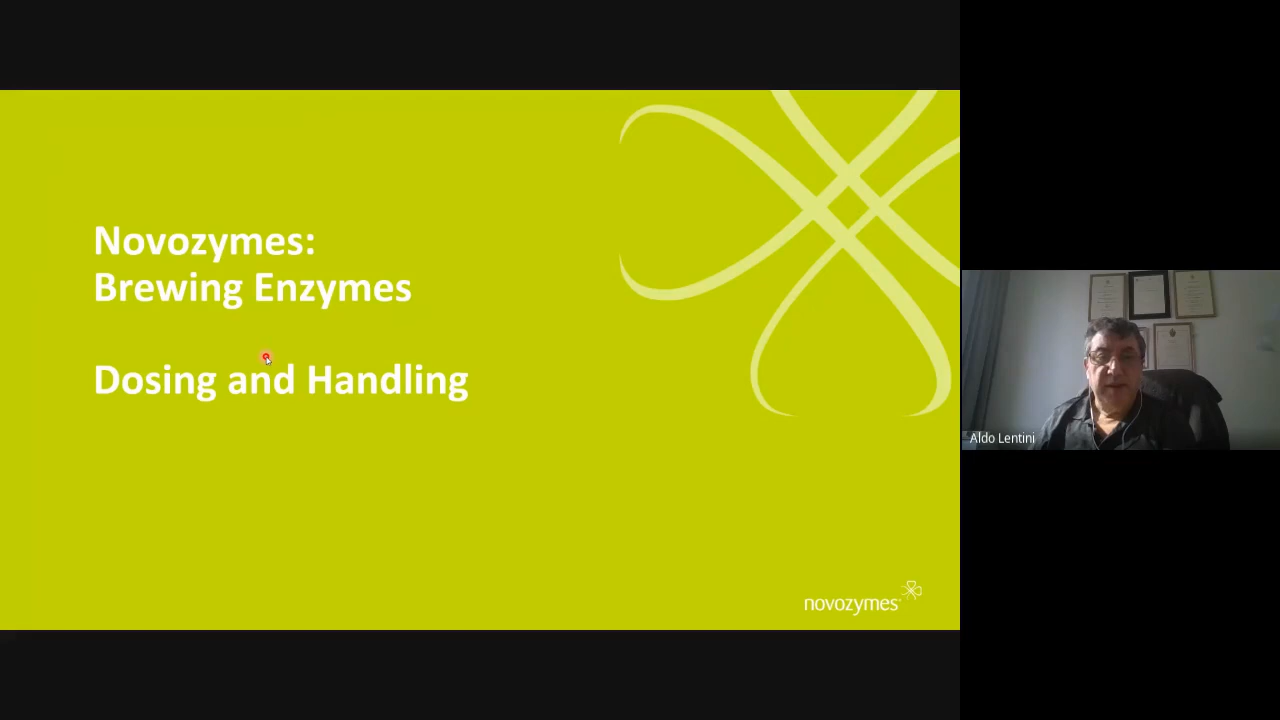 Novozymes:
Brewing Enzymes
Dosing and Handling
novozymes
Aldo Lentini